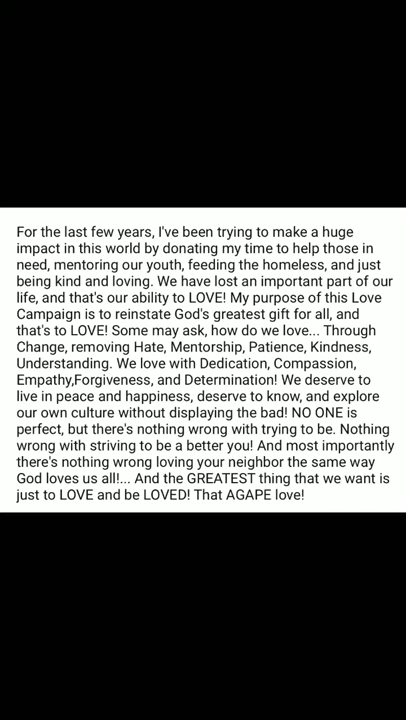 For the last few years, I've been trying to make a huge
impact in this world by donating my time to help those in
need, mentoring our youth, feeding the homeless, and just
being kind and loving. We have lost an important part of our
life, and that's our ability to LOVE! My purpose of this Love
Campaign is to reinstate God's greatest gift for all, and
that's to LOVE! Some may ask, how do we love... Through
Change, removing Hate, Mentorship, Patience, Kindness,
Understanding. We love with Dedication, Compassion,
Empathy,Forgiveness, and Determination! We deserve to
live in peace and happiness, deserve to know, and explore
our own culture without displaying the bad! NO ONE is
perfect, but there's nothing wrong with trying to be. Nothing
wrong with striving to be a better you! And most importantly
there's nothing wrong loving your neighbor the same way
God loves us all!... And the GREATEST thing that we want is
just to LOVE and be LOVED! That AGAPE love!